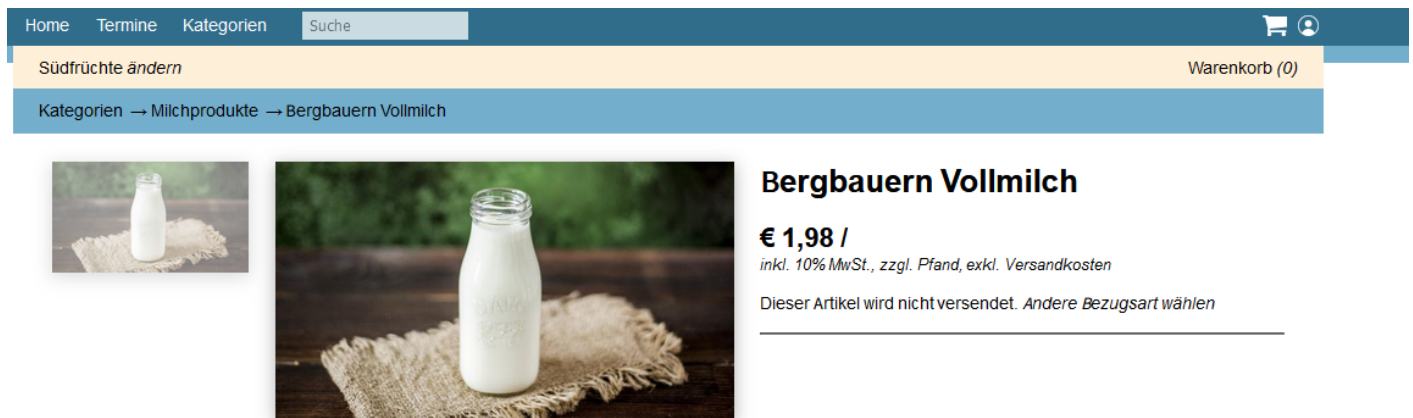 Home Termine Kategorien Suche
Südfrüchte ändern Warenkorb (0)
Kategorien → Milchprodukte → Bergbauern Vollmilch
Bergbauern Vollmilch
€ 1,98 /
inkl. 10% MwSt., zzgl. Pfand, exkl. Versandkosten
Dieser Artikel wird nicht versendet. Andere Bezugsart wählen